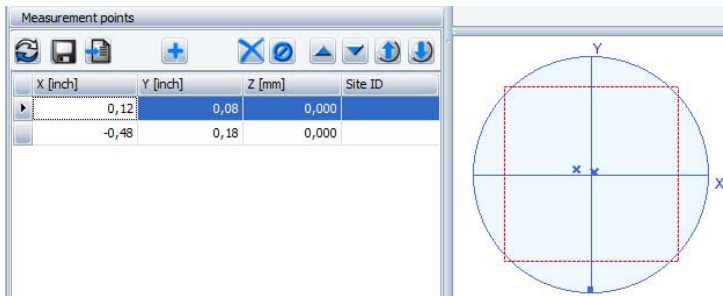 Measurement points
X [inch] Y [inch] Z [mm] Site ID
0,12 0,08 0,000
-0,48 0,18 0,000
Y
X